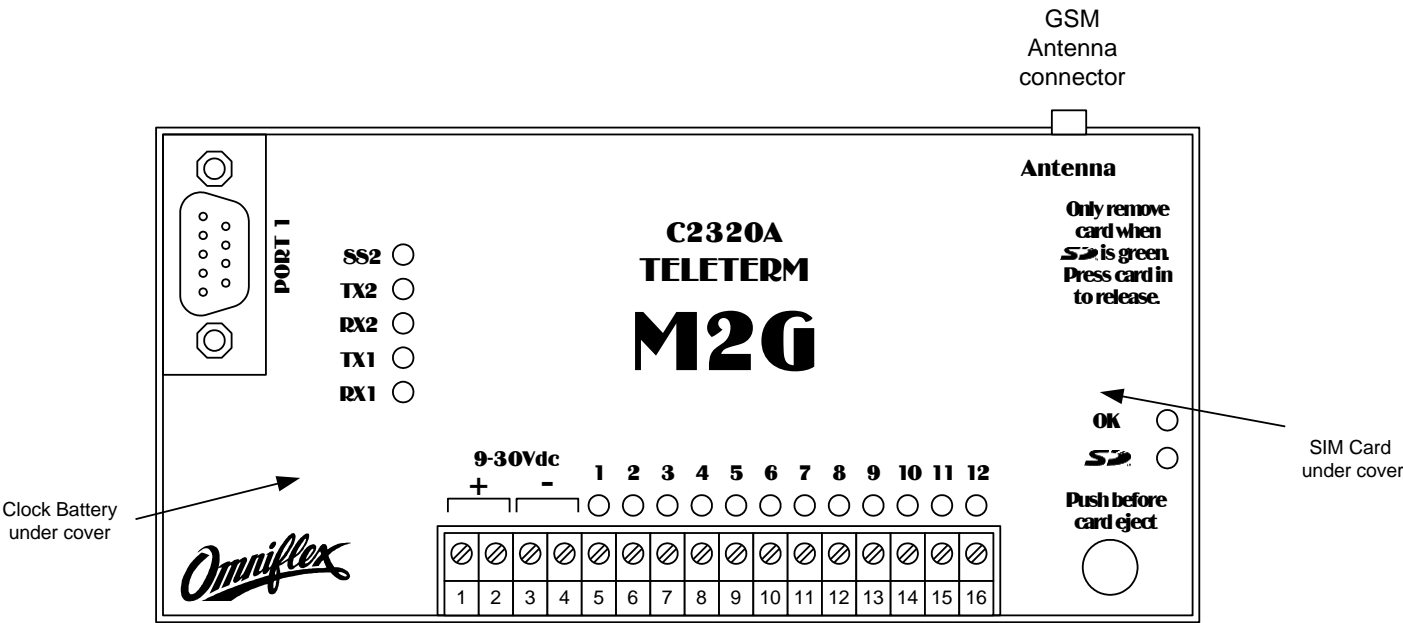 GSM
Antenna
connector
Antenna
Only remove
card when
SD is green.
Press card in
to release.
PORT 1
C2320A
TELETERM
M2G
SS2
TX2
RX2
TX1
RX1
OK
SD
SIM Card
under cover
Clock Battery
under cover
9-30Vdc
+ -
1 2 3 4 5 6 7 8 9 10 11 12
Push before
card eject
Omniflex
1 2 3 4 5 6 7 8 9 10 11 12 13 14 15 16